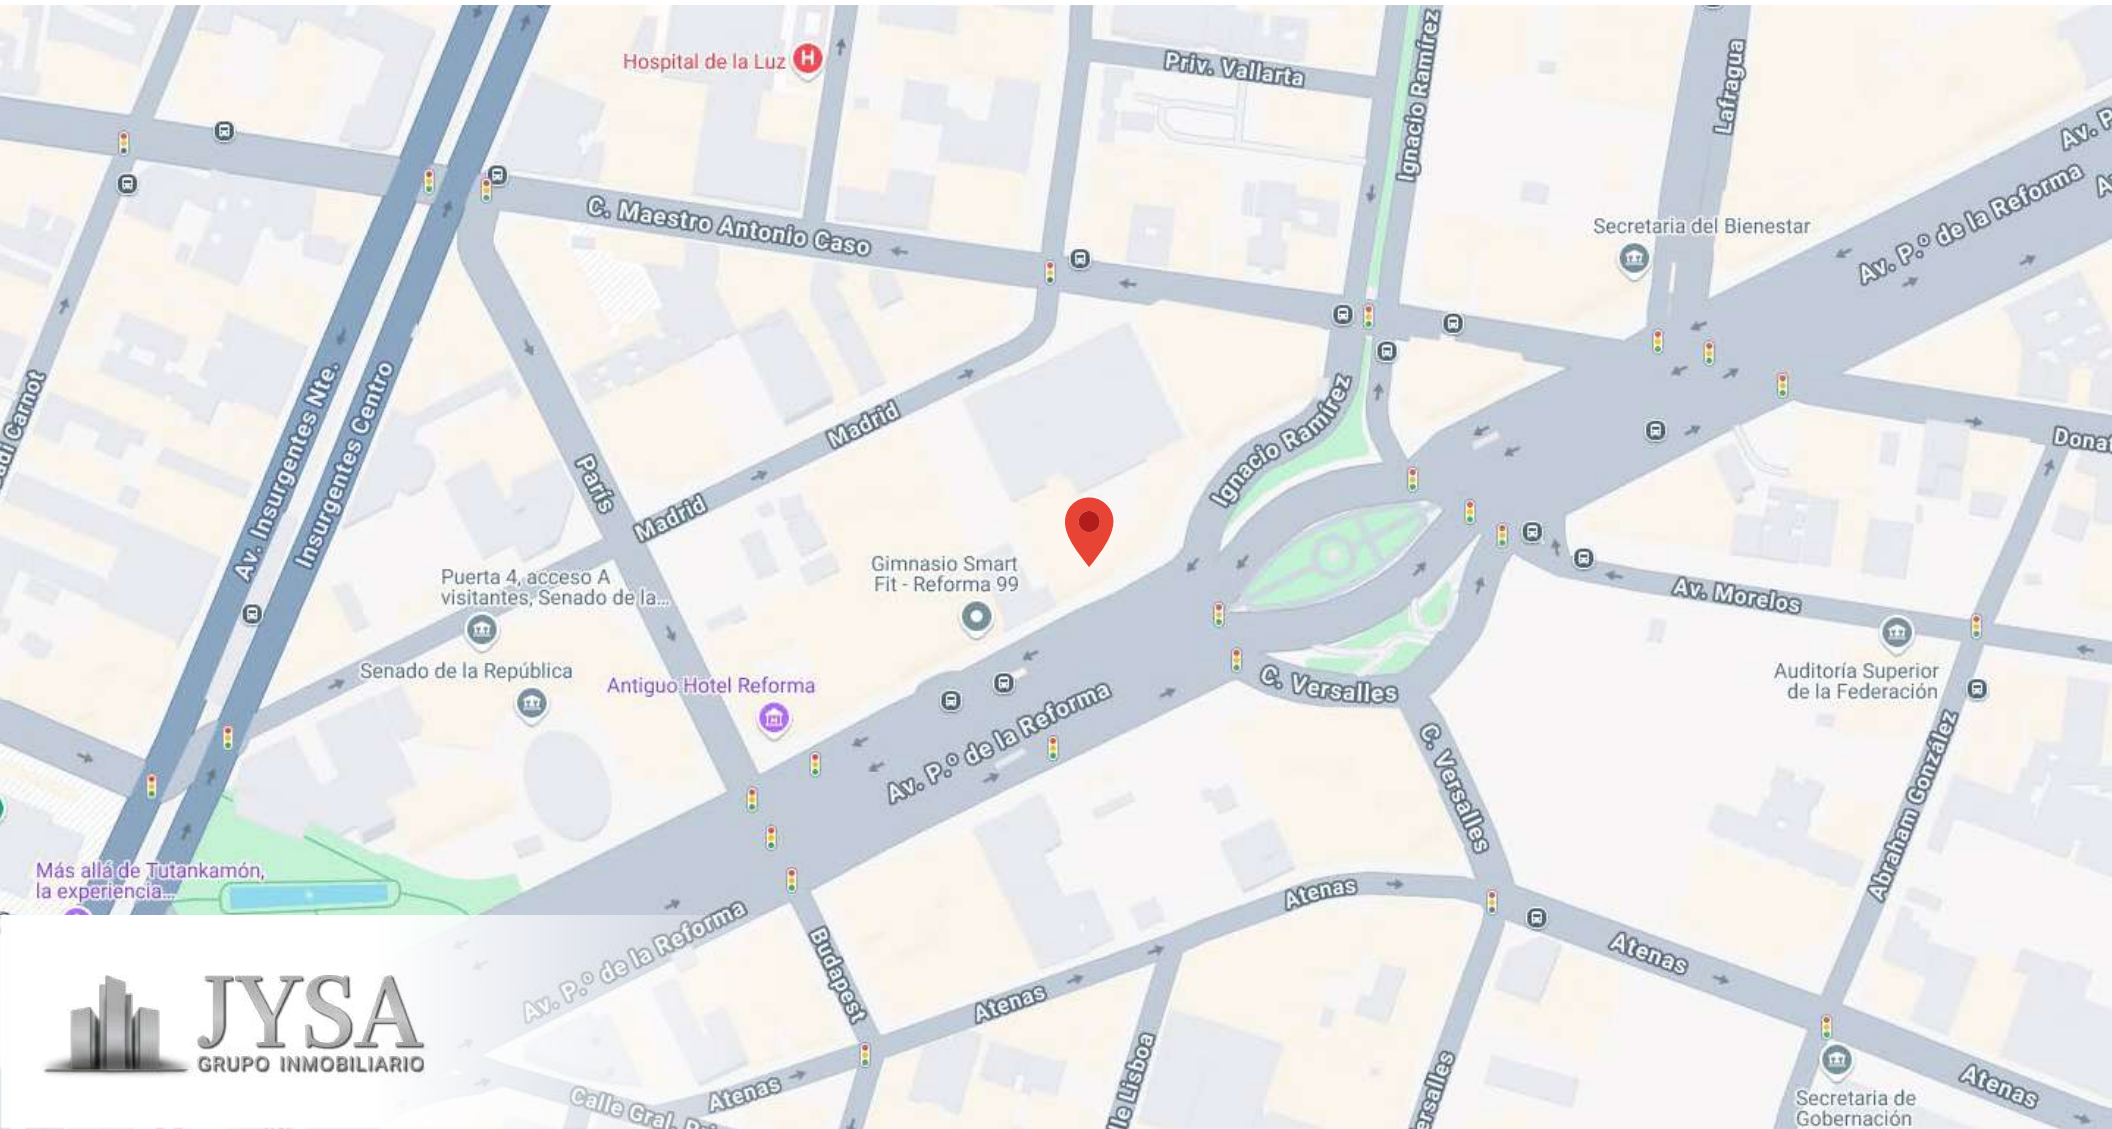 Hospital de la Luz
Priv. Vallarta
Ignacio Ramírez
Lafragua
Av. P.º de la Reforma
C. Maestro Antonio Caso
Secretaria del Bienestar
Av. Insurgentes Nte.
Insurgentes Centro
Ignacio Ramírez
Madrid
París
Madrid
Gimnasio Smart
Fit - Reforma 99
Puerta 4, acceso A
visitantes, Senado de la...
Senado de la República
Antiguo Hotel Reforma
Av. Morelos
Auditoría Superior
de la Federación
C. Versalles
Av. P.º de la Reforma
C. Versalles
Abraham González
Más allá de Tutankamón,
la experiencia...
Atenas
Av. P.º de la Reforma
Budapest
Atenas
Atenas
Atenas
Atenas
Calle Gral.
Secretaria de
Gobernación
JYSA
GRUPO INMOBILIARIO